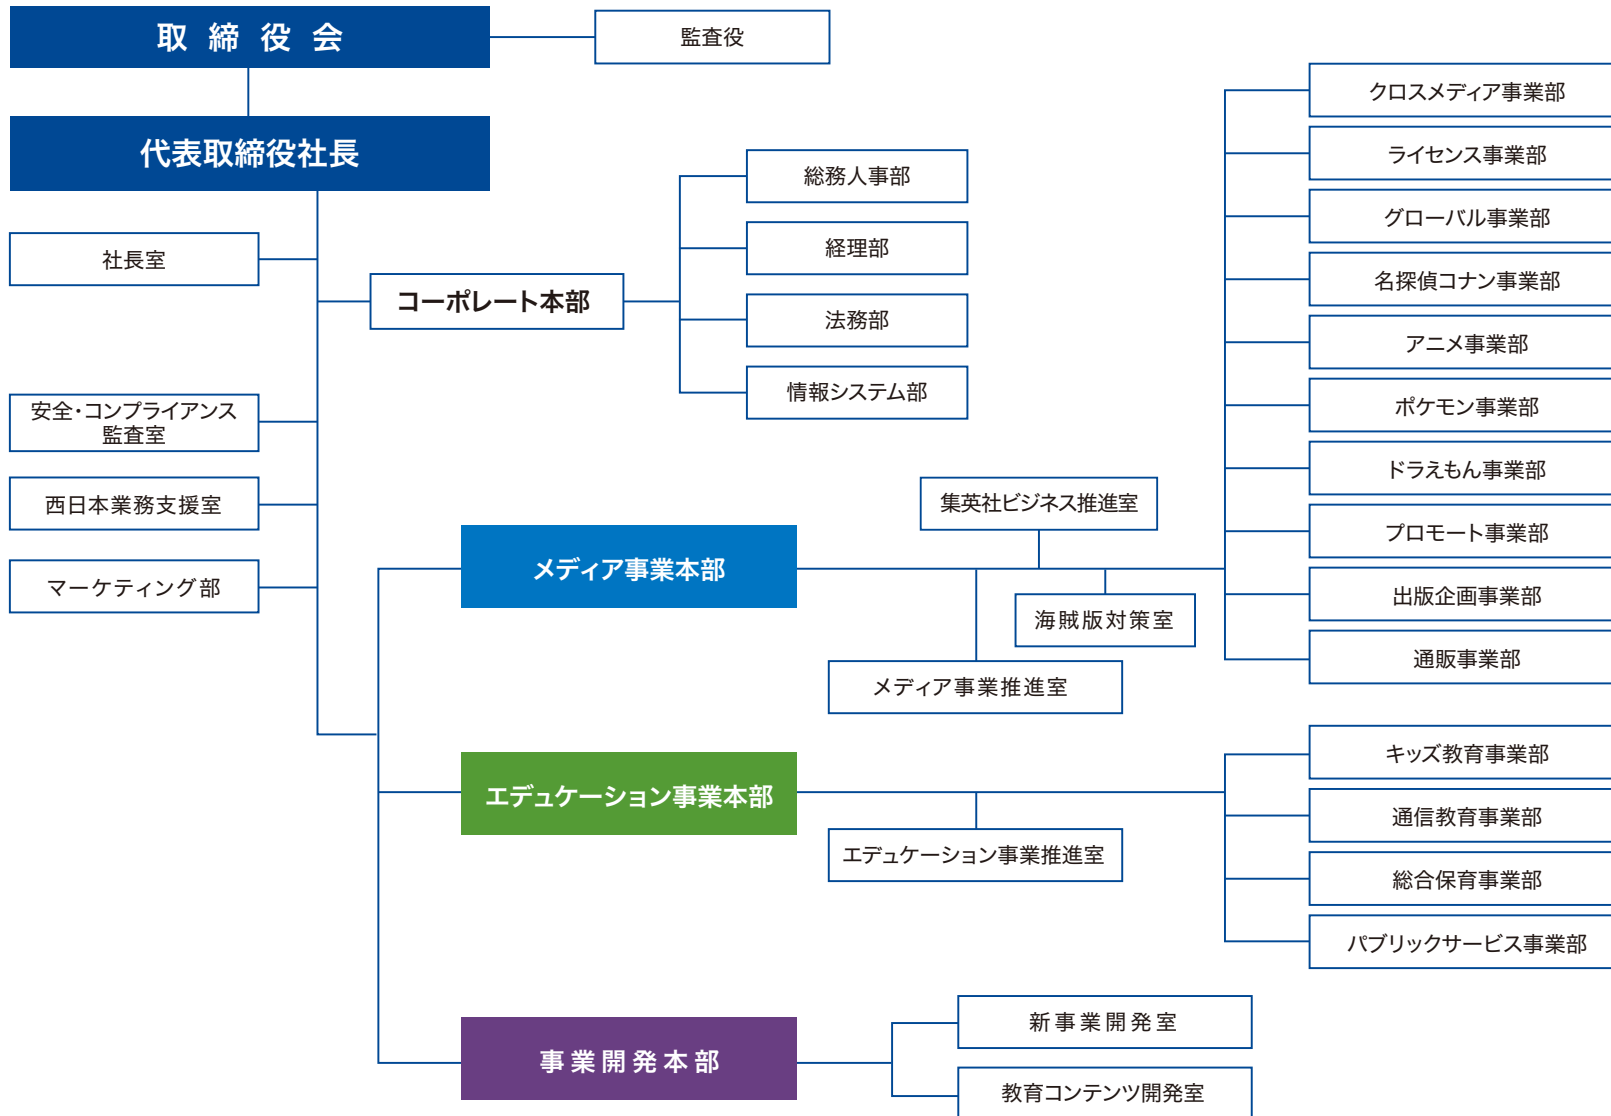 取締役会
監査役
代表取締役社長
社長室
安全・コンプライアンス
監査室
西日本業務支援室
マーケティング部
コーポレート本部
総務人事部
経理部
法務部
情報システム部
メディア事業本部
集英社ビジネス推進室
海賊版対策室
メディア事業推進室
クロスメディア事業部
ライセンス事業部
グローバル事業部
名探偵コナン事業部
アニメ事業部
ポケモン事業部
ドラえもん事業部
プロモート事業部
出版企画事業部
通販事業部
エデュケーション事業本部
エデュケーション事業推進室
キッズ教育事業部
通信教育事業部
総合保育事業部
パブリックサービス事業部
事業開発本部
新事業開発室
教育コンテンツ開発室